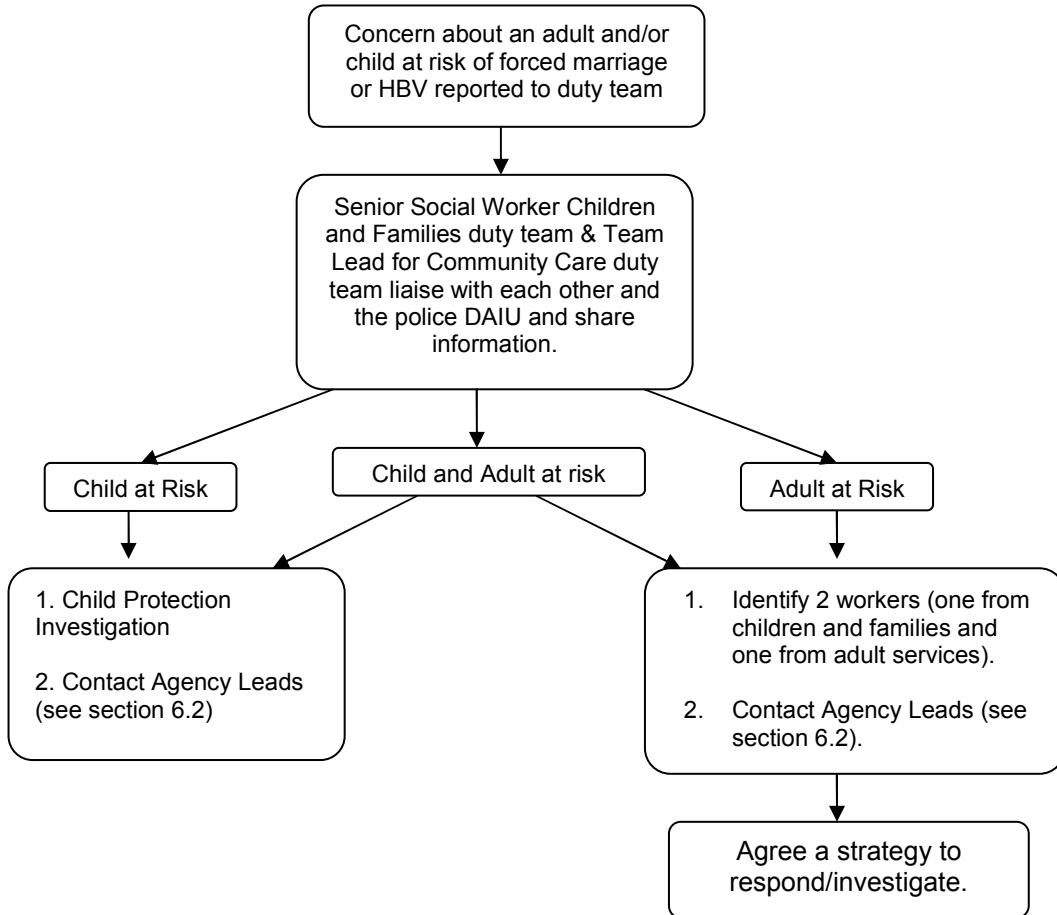 Concern about an adult and/or
child at risk of forced marriage
or HBV reported to duty team
Senior Social Worker Children
and Families duty team & Team
Lead for Community Care duty
team liaise with each other and
the police DAIU and share
information.
Child at Risk
Child and Adult at risk
Adult at Risk
1. Child Protection
Investigation
2. Contact Agency Leads
(see section 6.2)
1. Identify 2 workers (one from
children and families and
one from adult services).
2. Contact Agency Leads (see
section 6.2).
Agree a strategy to
respond/investigate.